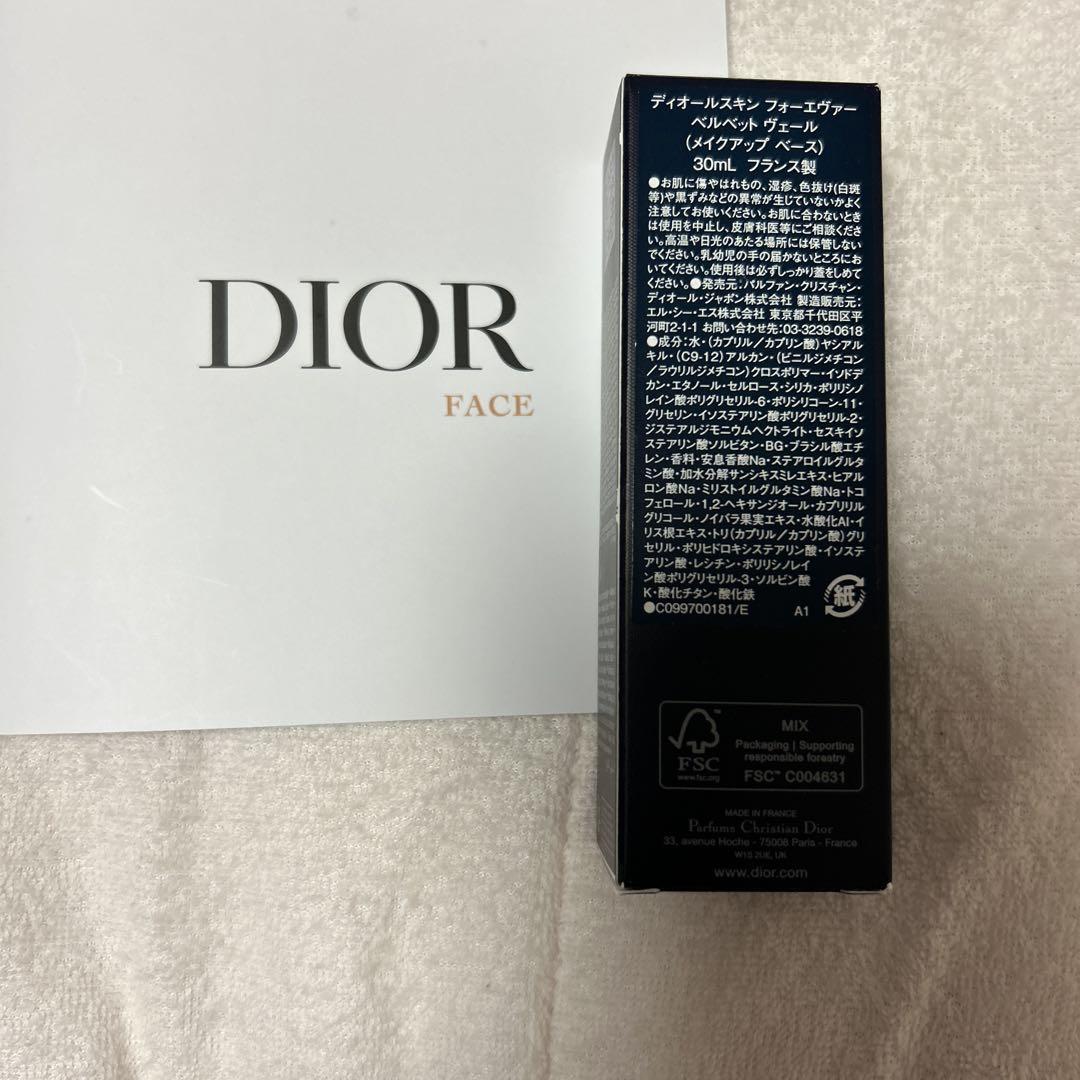 DIOR
FACE
ディオールスキン フォーエヴァー
ベルベット ヴェール
(メイクアップ ベース)
30mL フランス製
●お肌に傷やはれもの、湿疹、色抜け(白斑
等)や黒ずみなどの異常が生じていないかよく
注意してお使いください。お肌に合わないとき
は使用を中止し、皮膚科医等にご相談くださ
い。高温や日光のあたる場所には保管しない
でください。乳幼児の手の届かないところにお
いてください。使用後は必ずしっかり蓋をしめて
ください。●発売元:パルファン・クリスチャン・
ディオール・ジャポン株式会社 製造販売元:
エル・シー・エス株式会社 東京都千代田区平
河町2-1-1 お問い合わせ先:03-3239-0618
●成分:水・(カプリル/カプリン酸)ヤシアル
キル・(C9-12)アルカン・(ビニルジメチコン
/ラウリルジメチコン)クロスポリマー・イソドデ
カン・エタノール・セルロース・シリカ・ポリリシノ
レイン酸ポリグリセリル-6・ポリシリコーン-11・
グリセリン・イソステアリン酸ポリグリセリル-2・
ジステアルジモニウムヘクトライト・セスキイソ
ステアリン酸ソルビタン・BG・ブラシル酸エチ
レン・香料・安息香酸Na・ステアロイルグルタ
ミン酸・加水分解サンシキスミレエキス・ヒアル
ロン酸Na・ミリストイルグルタミン酸Na・トコ
フェロール・1,2-ヘキサンジオール・カプリリル
グリコール・ノイバラ果実エキス・水酸化Al・イ
リス根エキス・トリ(カプリル/カプリン酸)グリ
セリル・ポリヒドロキシステアリン酸・イソステ
アリン酸・レシチン・ポリリシノレイ
ン酸ポリグリセリル-3・ソルビン酸
K・酸化チタン・酸化鉄
●C099700181/E A1
紙
MIX
Packaging | Supporting
responsible forestry
FSC
www.fsc.org
FSC™ C004631
MADE IN FRANCE
Parfums Christian Dior
33, avenue Hoche - 75008 Paris - France
W1S 2UE, UK
www.dior.com